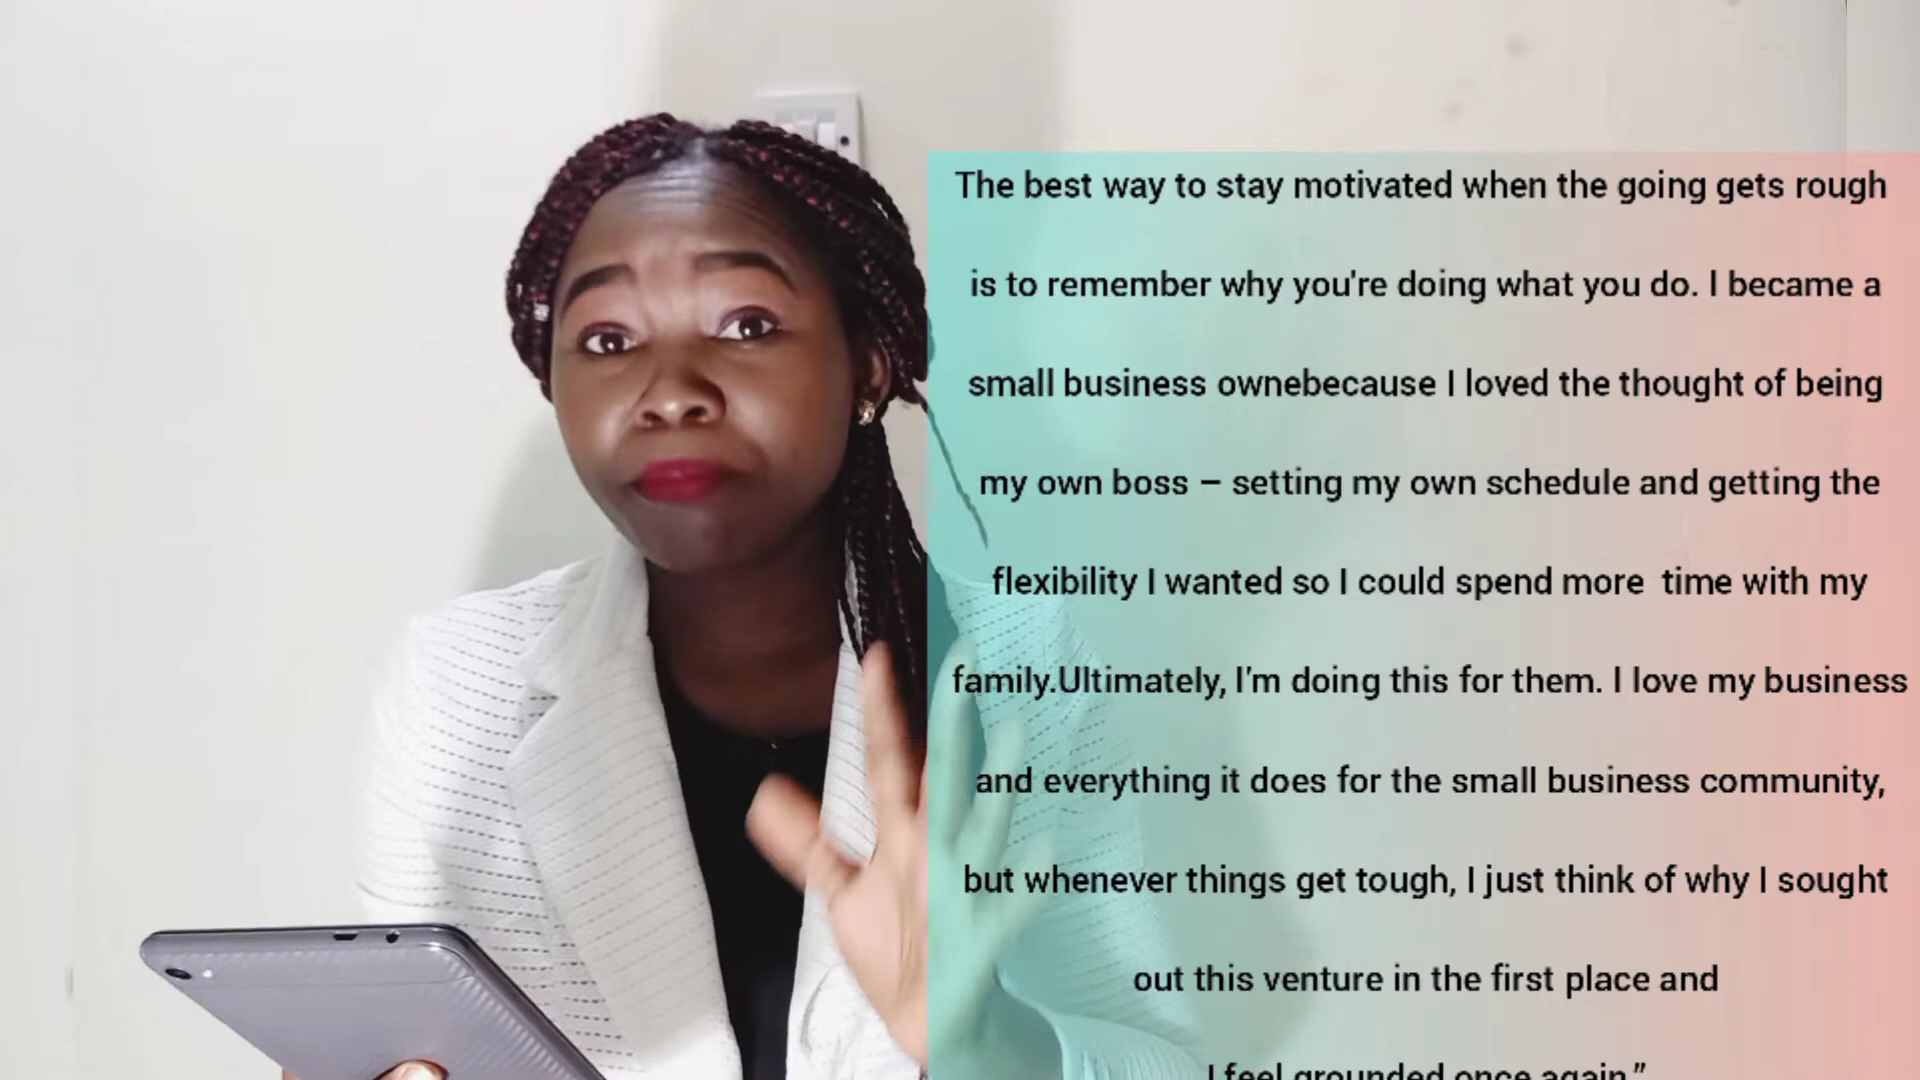 The best way to stay motivated when the going gets rough
is to remember why you're doing what you do. I became a
small business ownebecause I loved the thought of being
my own boss – setting my own schedule and getting the
flexibility I wanted so I could spend more  time with my
family.Ultimately, I'm doing this for them. I love my business
and everything it does for the small business community,
but whenever things get tough, I just think of why I sought
out this venture in the first place and
I feel grounded once again.”